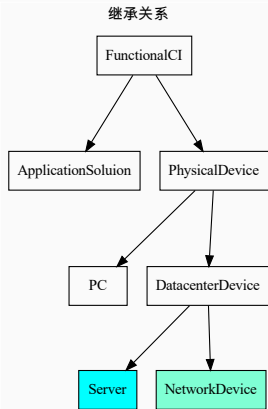 继承关系
FunctionalCI
ApplicationSoluion
PhysicalDevice
PC
DatacenterDevice
Server
NetworkDevice